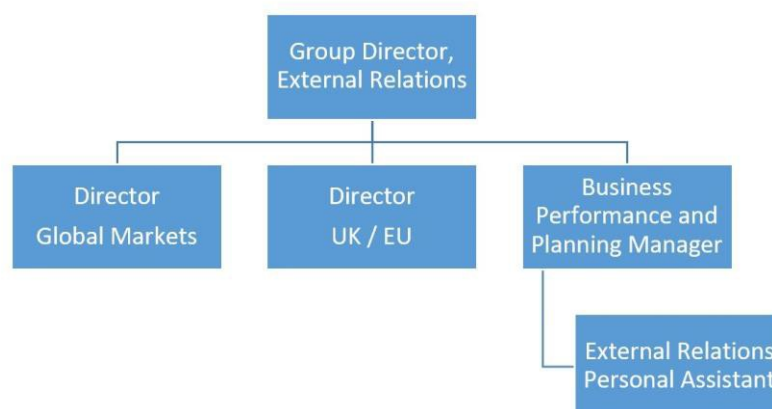 Group Director,
External Relations
Director
Global Markets
Director
UK / EU
Business
Performance and
Planning Manager
External Relations
Personal Assistant